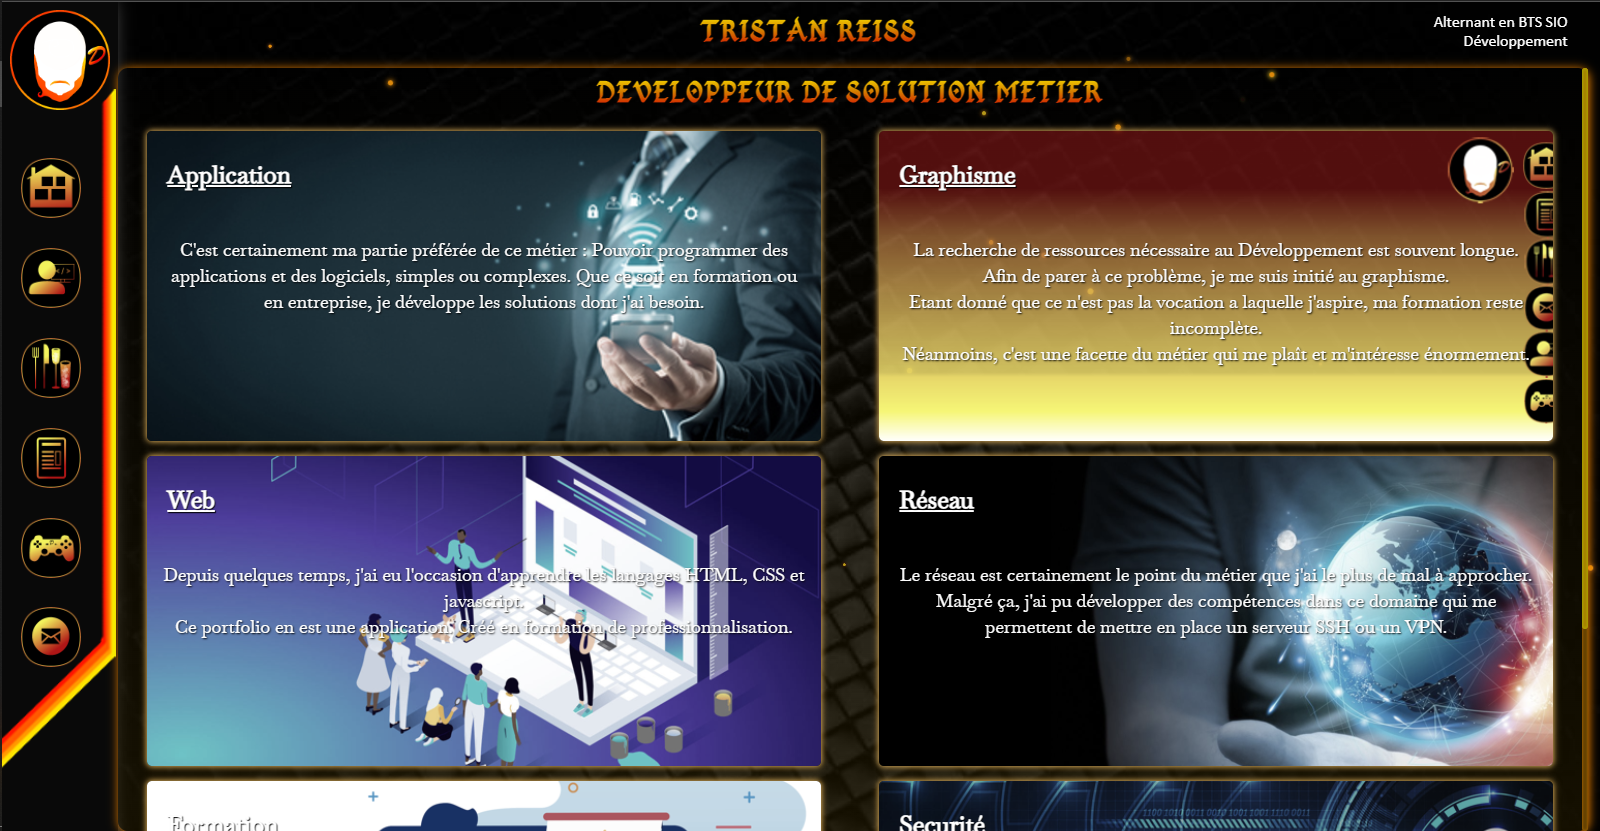 TRISTAN REISS
Alternant en BTS SIO
Développement
DEVELOPPEUR DE SOLUTION METIER
Application
C'est certainement ma partie préférée de ce métier : Pouvoir programmer des
applications et des logiciels, simples ou complexes. Que ce soit en formation ou
en entreprise, je développe les solutions dont j'ai besoin.
Graphisme
La recherche de ressources nécessaire au Développement est souvent longue.
Afin de parer à ce problème, je me suis initié au graphisme.
Etant donné que ce n'est pas la vocation a laquelle j'aspire, ma formation reste
incomplète.
Néanmoins, c'est une facette du métier qui me plaît et m'intéresse énormement.
Web
Depuis quelques temps, j'ai eu l'occasion d'apprendre les langages HTML, CSS et
javascript.
Ce portfolio en est une application. Créé en formation de professionnalisation.
Réseau
Le réseau est certainement le point du métier que j'ai le plus de mal à approcher.
Malgré ça, j'ai pu développer des compétences dans ce domaine qui me
permettent de mettre en place un serveur SSH ou un VPN.
Formation
Securité